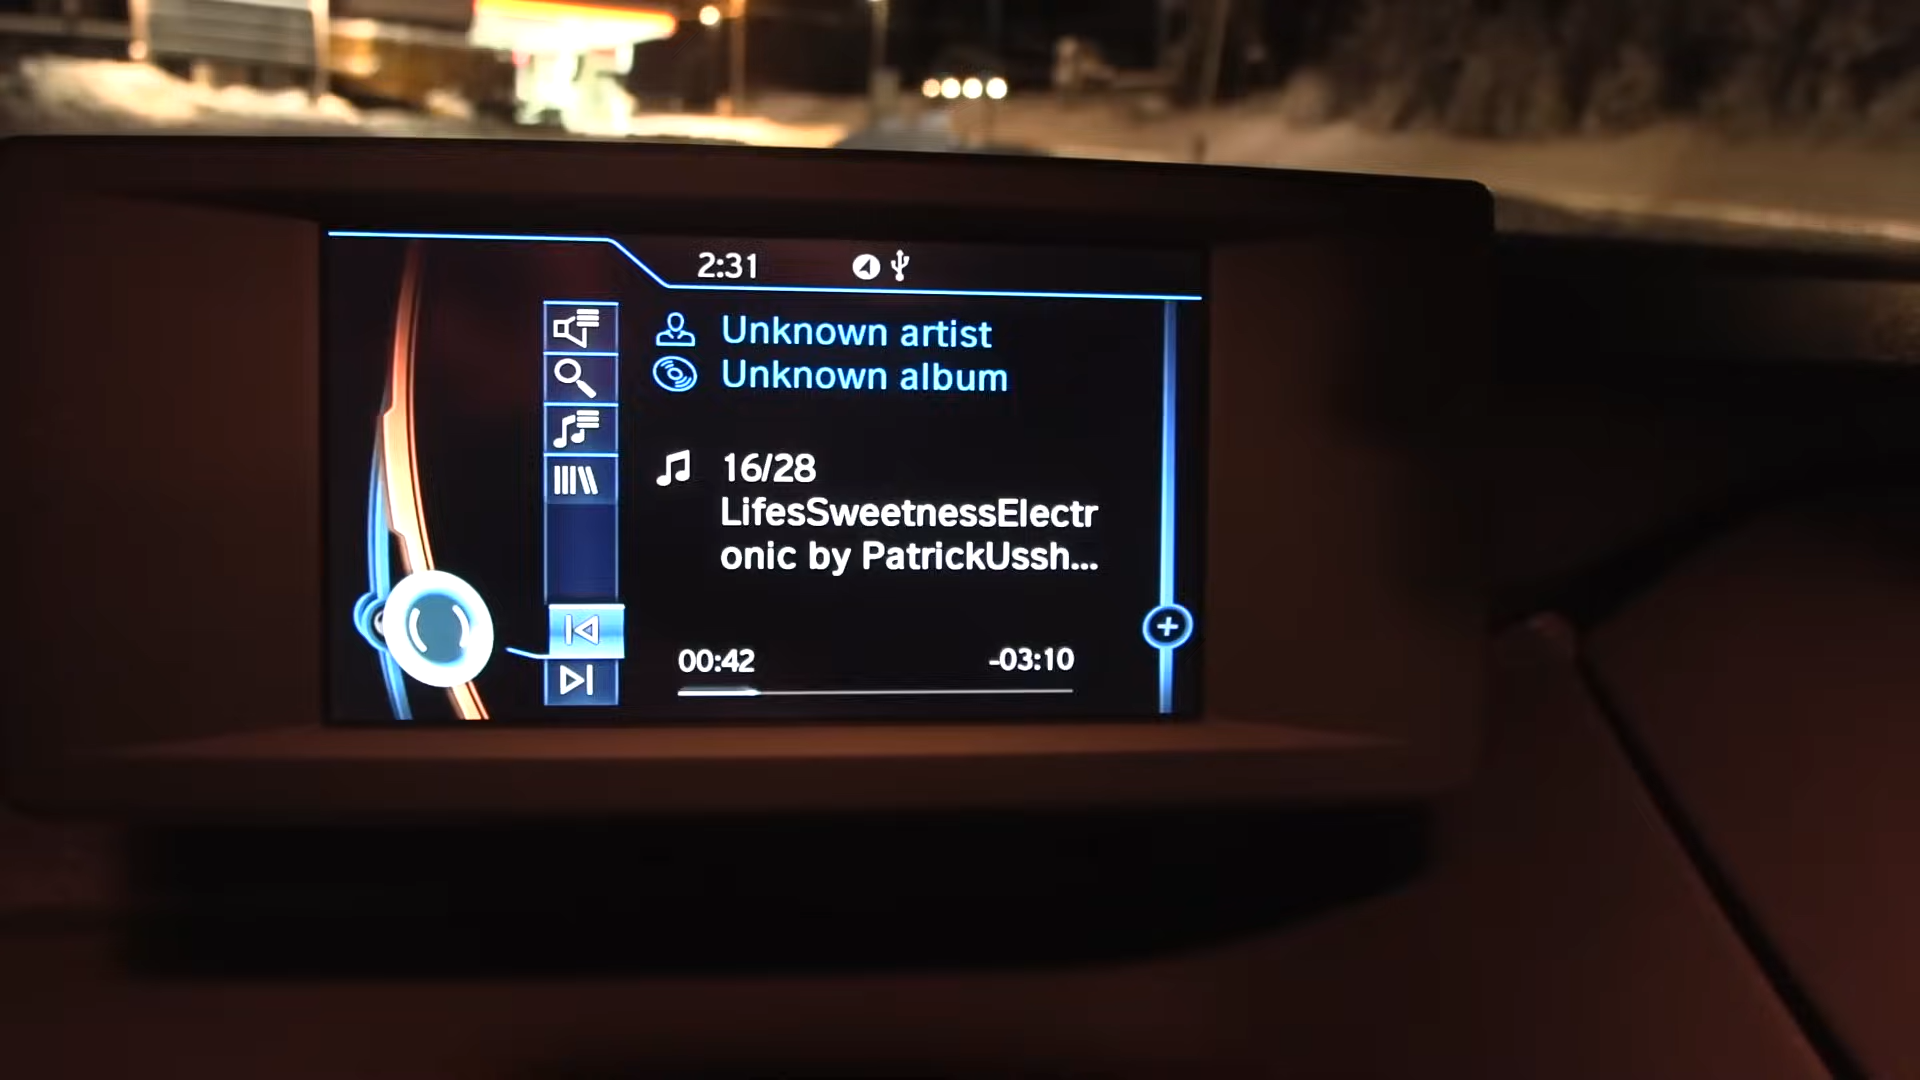 2:31
Unknown artist
Unknown album
16/28
LifesSweetnessElectr
onic by PatrickUssh...
00:42 -03:10